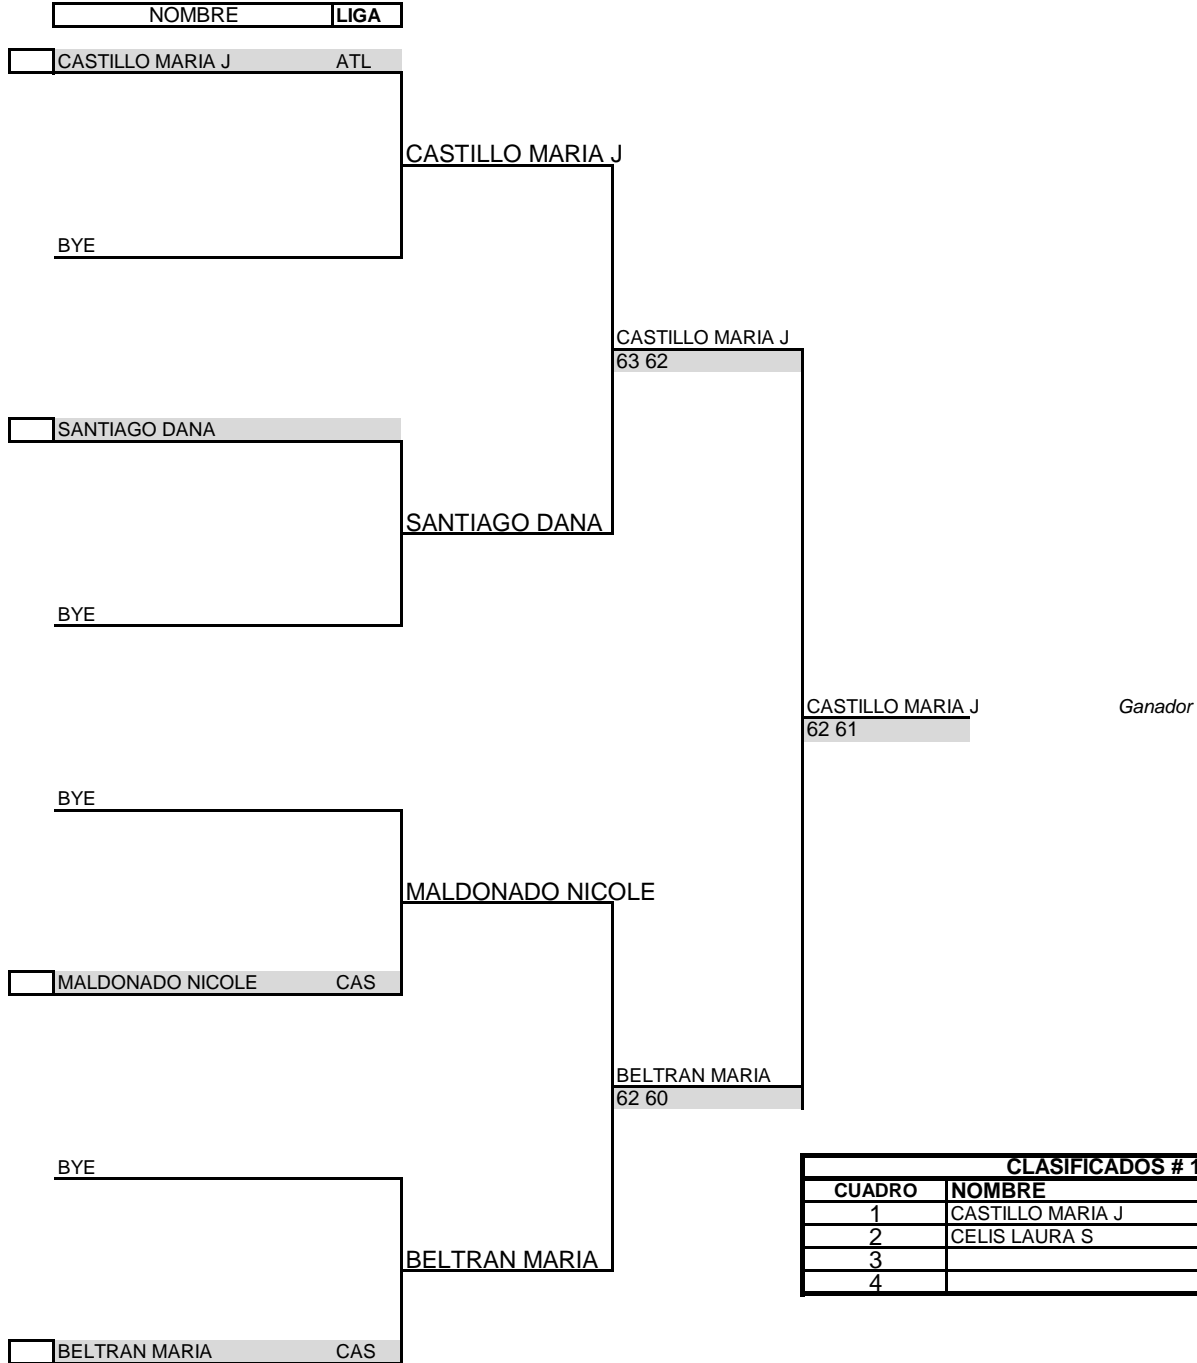 NOMBRE LIGA
CASTILLO MARIA J ATL
CASTILLO MARIA J
BYE
CASTILLO MARIA J
63 62
SANTIAGO DANA
SANTIAGO DANA
BYE
CASTILLO MARIA J Ganador
62 61
BYE
MALDONADO NICOLE
MALDONADO NICOLE CAS
BELTRAN MARIA
62 60
BYE
CLASIFICADOS # 1
CUADRO NOMBRE
1 CASTILLO MARIA J
2 CELIS LAURA S
3
4
BELTRAN MARIA
BELTRAN MARIA CAS